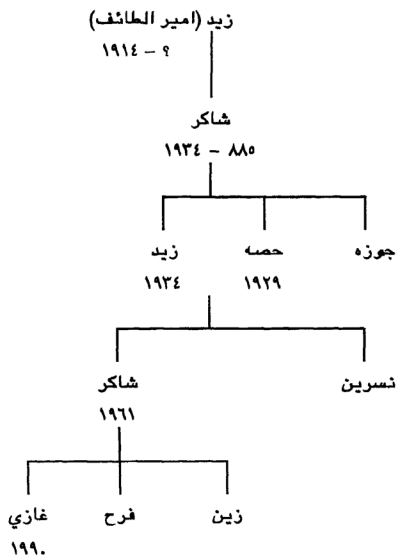 زيد (امير الطائف)
؟ – ١٩١٤
شاكر
٨٨٥ – ١٩٣٤
جوزه حصه زيد
١٩٢٩ ١٩٣٤
نسرين شاكر
١٩٦١
زين فرح غازي
١٩٩٠